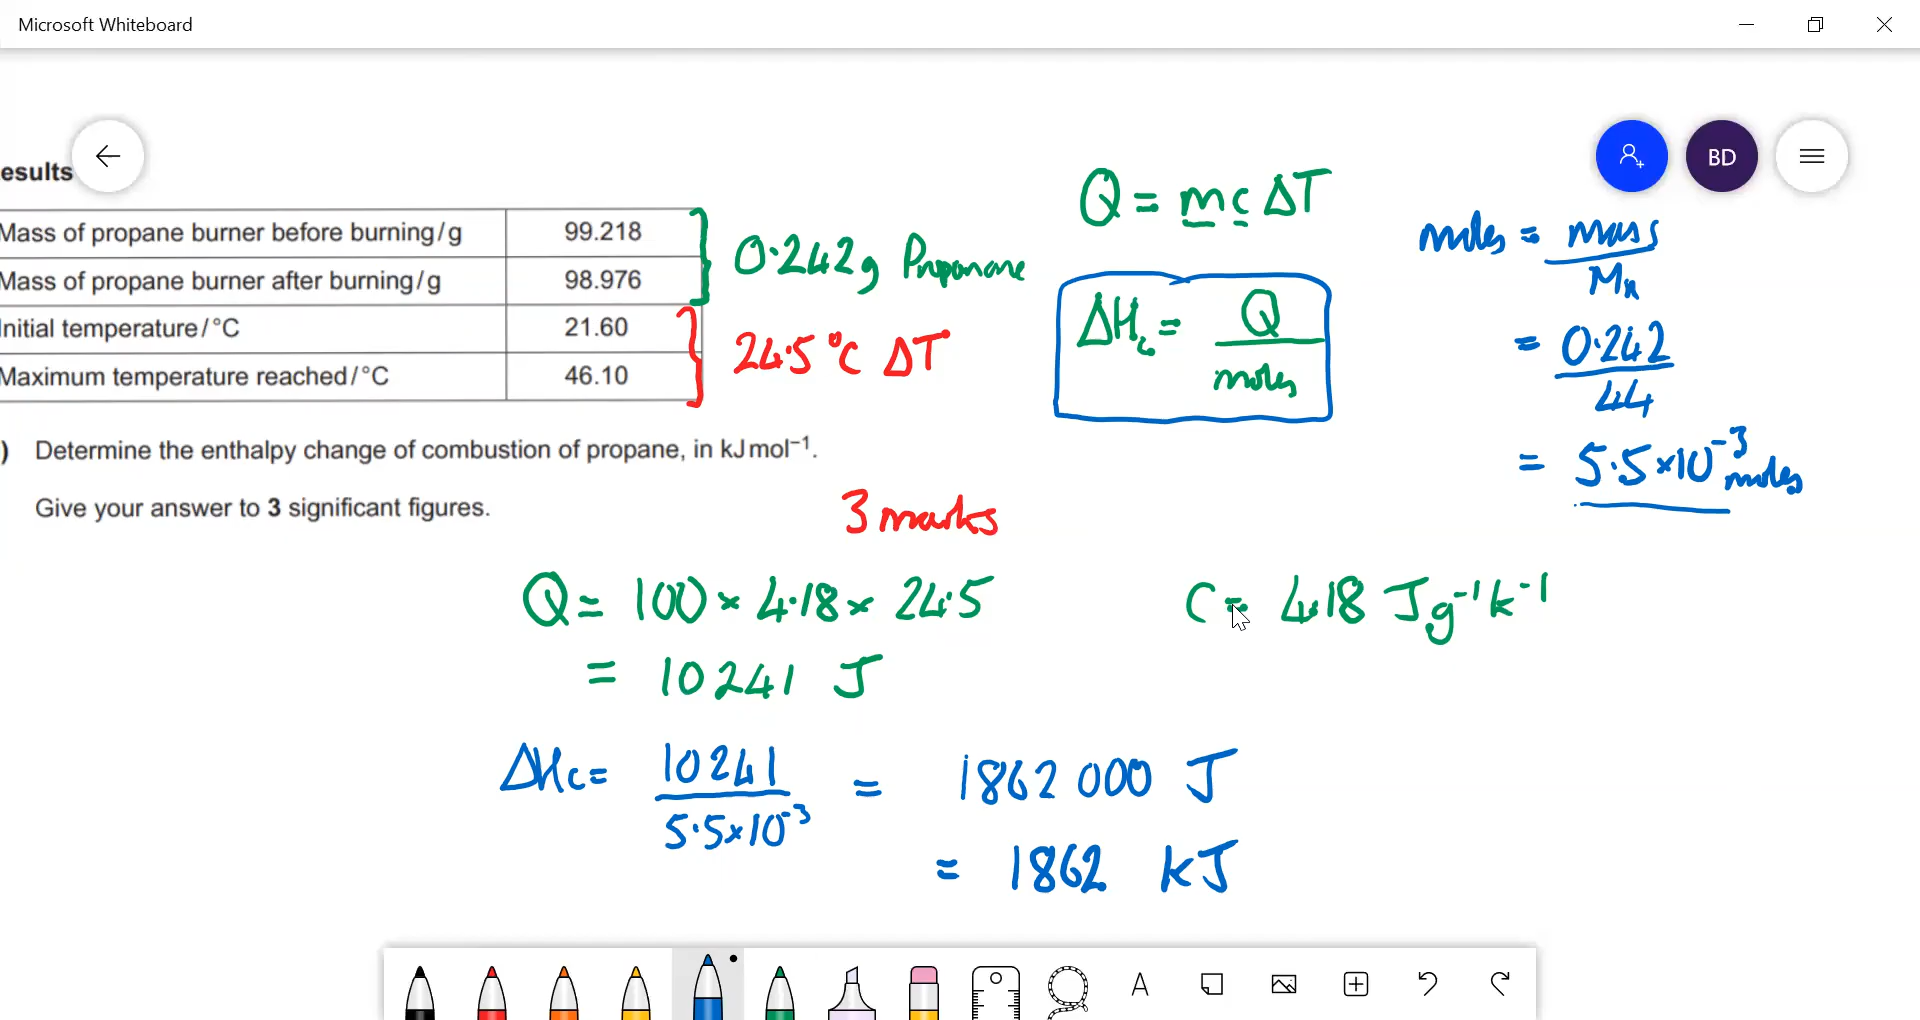 Microsoft Whiteboard
esults
Mass of propane burner before burning/g 99.218
Mass of propane burner after burning/g 98.976
Initial temperature/°C 21.60
Maximum temperature reached/°C 46.10
0.242g
24.5°C ΔT
Q = mcΔT
ΔHc = Q
moles
BD
moles = mass
Mr
= 0.242
44
= 5.5×10⁻³ moles
) Determine the enthalpy change of combustion of propane, in kJ mol⁻¹.
Give your answer to 3 significant figures.
3 marks
Q = 100 × 4.18 × 24.5
= 10241 J
C = 4.18 Jg⁻¹k⁻¹
ΔHc = 10241 = 1862 000 J
5.5×10⁻³
= 1862 kJ
A